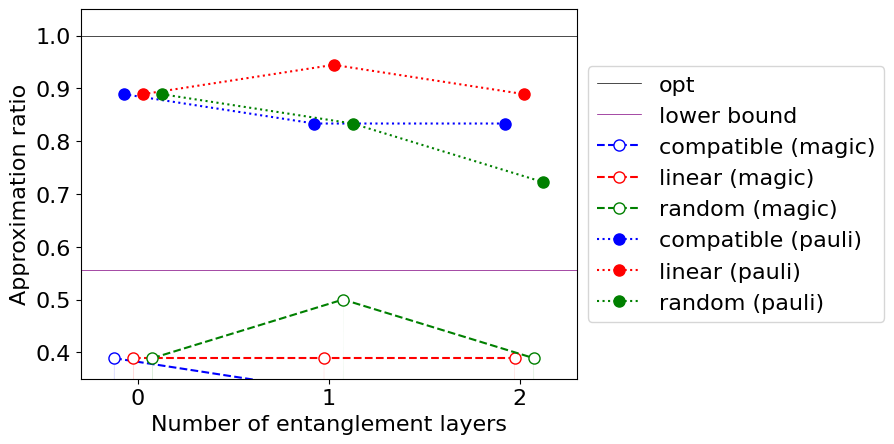 1.0
0.9
0.8
0.7
0.6
0.5
0.4
Approximation ratio
0
1
2
Number of entanglement layers
opt
lower bound
compatible (magic)
linear (magic)
random (magic)
compatible (pauli)
linear (pauli)
random (pauli)